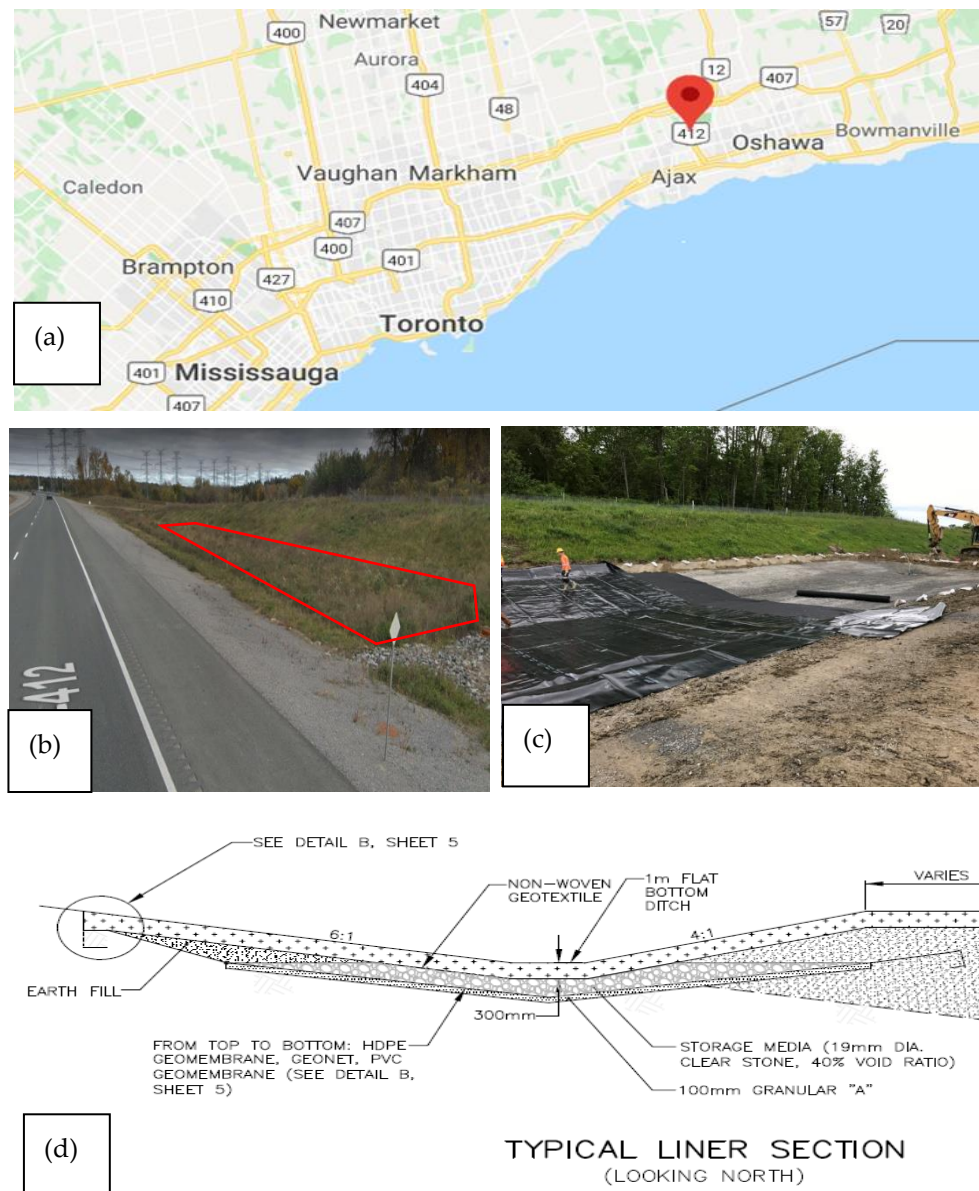 Newmarket
400
Aurora
404
48
57
20
12
407
412
Oshawa
Bowmanville
Ajax
Vaughan Markham
Caledon
407
400
401
427
Brampton
410
Toronto
401
Mississauga
407
(a)
-412
(b)
(c)
SEE DETAIL B, SHEET 5
NON-WOVEN
GEOTEXTILE
1m FLAT
BOTTOM
DITCH
VARIES
6:1
4:1
EARTH FILL
300mm
FROM TOP TO BOTTOM: HDPE
GEOMEMBRANE, GEONET, PVC
GEOMEMBRANE (SEE DETAIL B,
SHEET 5)
STORAGE MEDIA (19mm DIA.
CLEAR STONE, 40% VOID RATIO)
100mm GRANULAR "A"
(d)
TYPICAL LINER SECTION
(LOOKING NORTH)